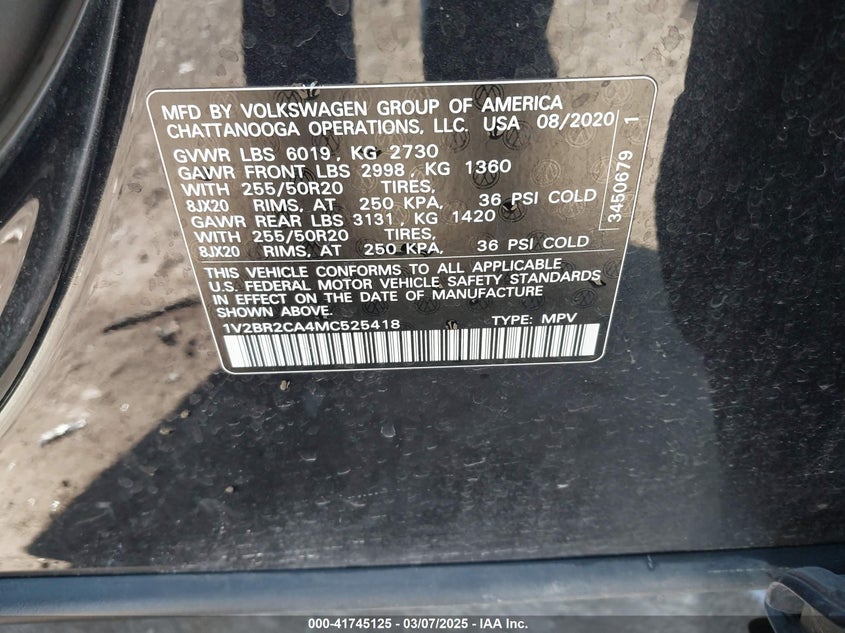 MFD BY VOLKSWAGEN GROUP OF AMERICA
CHATTANOOGA OPERATIONS, LLC. USA 08/2020
GVWR LBS 6019, KG 2730
GAWR FRONT LBS 2998, KG 1360
WITH 255/50R20 TIRES,
8JX20 RIMS, AT 250 KPA, 36 PSI COLD
GAWR REAR LBS 3131, KG 1420
WITH 255/50R20 TIRES,
8JX20 RIMS, AT 250 KPA, 36 PSI COLD
THIS VEHICLE CONFORMS TO ALL APPLICABLE
U.S. FEDERAL MOTOR VEHICLE SAFETY STANDARDS
IN EFFECT ON THE DATE OF MANUFACTURE
SHOWN ABOVE.
1V2BR2CA4MC525418 TYPE: MPV
3450679 1
000-41745125 - 03/07/2025 - IAA Inc.